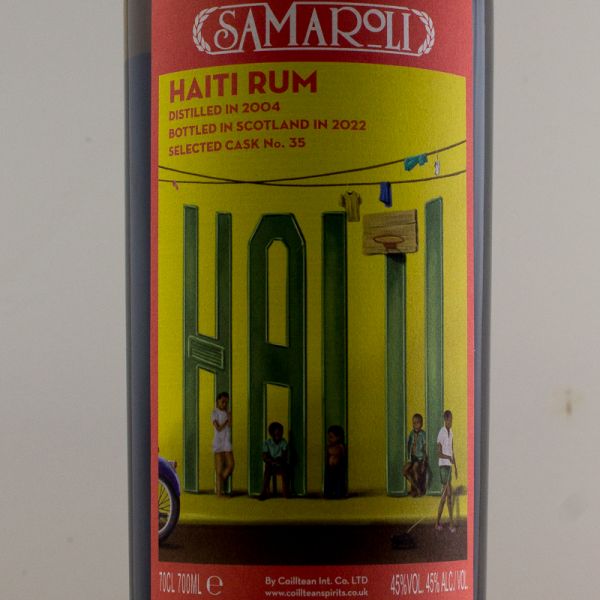 SAMAROLI
HAITI RUM
DISTILLED IN 2004
BOTTLED IN SCOTLAND IN 2022
SELECTED CASK No. 35
HAITI
70CL 700ML ℮
By Coilltean Int. Co. LTD
www.coillteanspirits.co.uk
45%VOL. 45% ALC./ VOL.